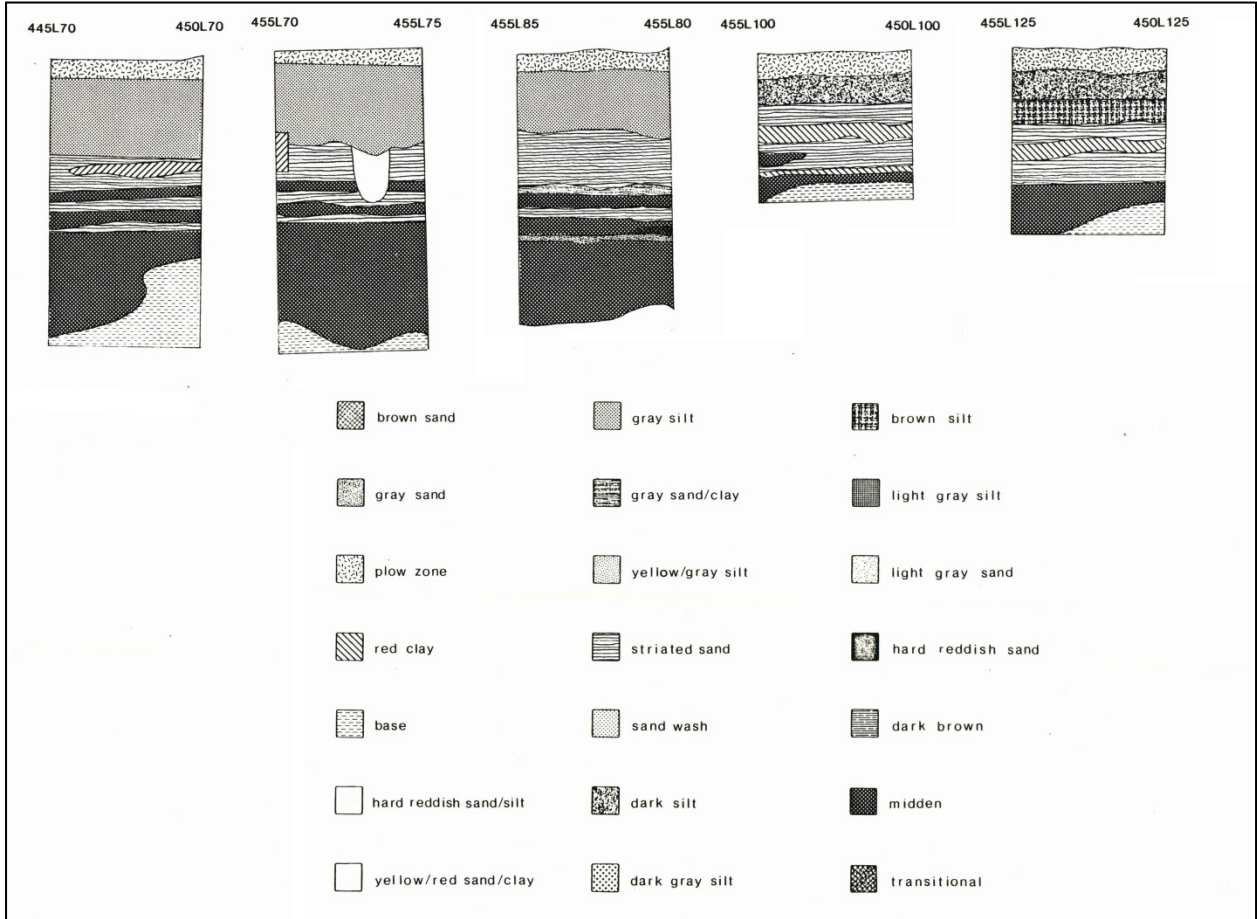 445L70 450L70 455L70 455L75 455L85 455L80 455L100 450L100 455L125 450L125
brown sand gray silt brown silt
gray sand gray sand/clay light gray silt
plow zone yellow/gray silt light gray sand
red clay striated sand hard reddish sand
base sand wash dark brown
hard reddish sand/silt dark silt midden
yellow/red sand/clay dark gray silt transitional